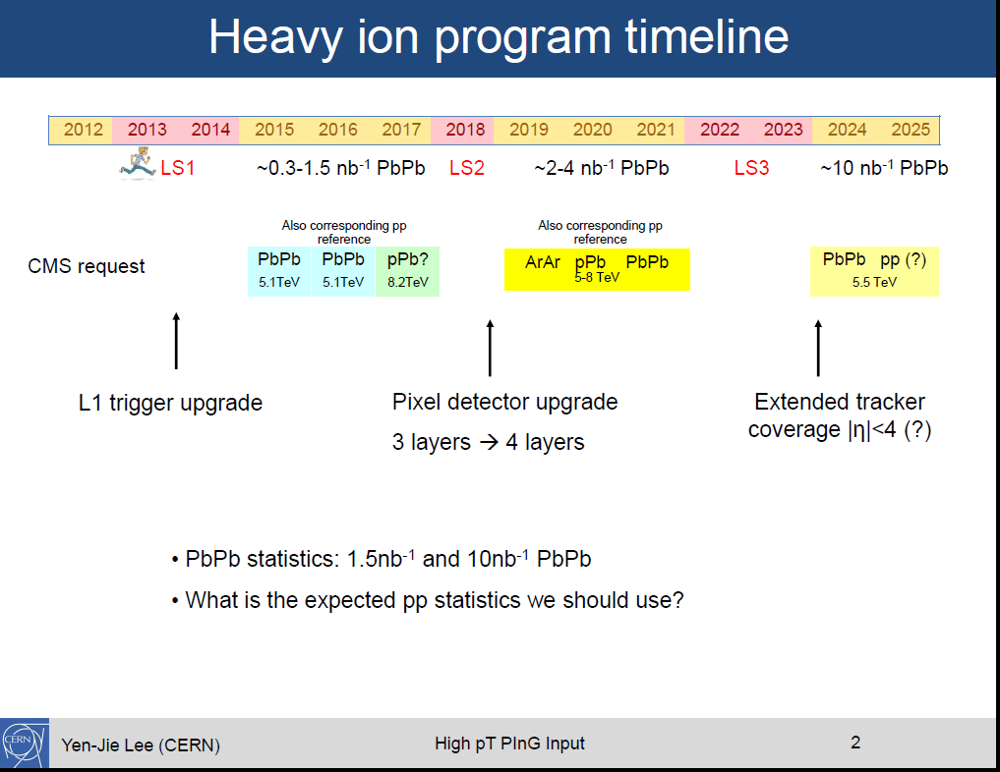 Heavy ion program timeline
2012 2013 2014 2015 2016 2017 2018 2019 2020 2021 2022 2023 2024 2025
LS1 ~0.3-1.5 nb⁻¹ PbPb LS2 ~2-4 nb⁻¹ PbPb LS3 ~10 nb⁻¹ PbPb
Also corresponding pp
reference
Also corresponding pp
reference
CMS request
PbPb
5.1TeV
PbPb
5.1TeV
pPb?
8.2TeV
ArAr pPb PbPb
5-8 TeV
PbPb pp (?)
5.5 TeV
L1 trigger upgrade
Pixel detector upgrade
3 layers → 4 layers
Extended tracker
coverage |η|<4 (?)
• PbPb statistics: 1.5nb⁻¹ and 10nb⁻¹ PbPb
• What is the expected pp statistics we should use?
CERN
Yen-Jie Lee (CERN) High pT PInG Input 2